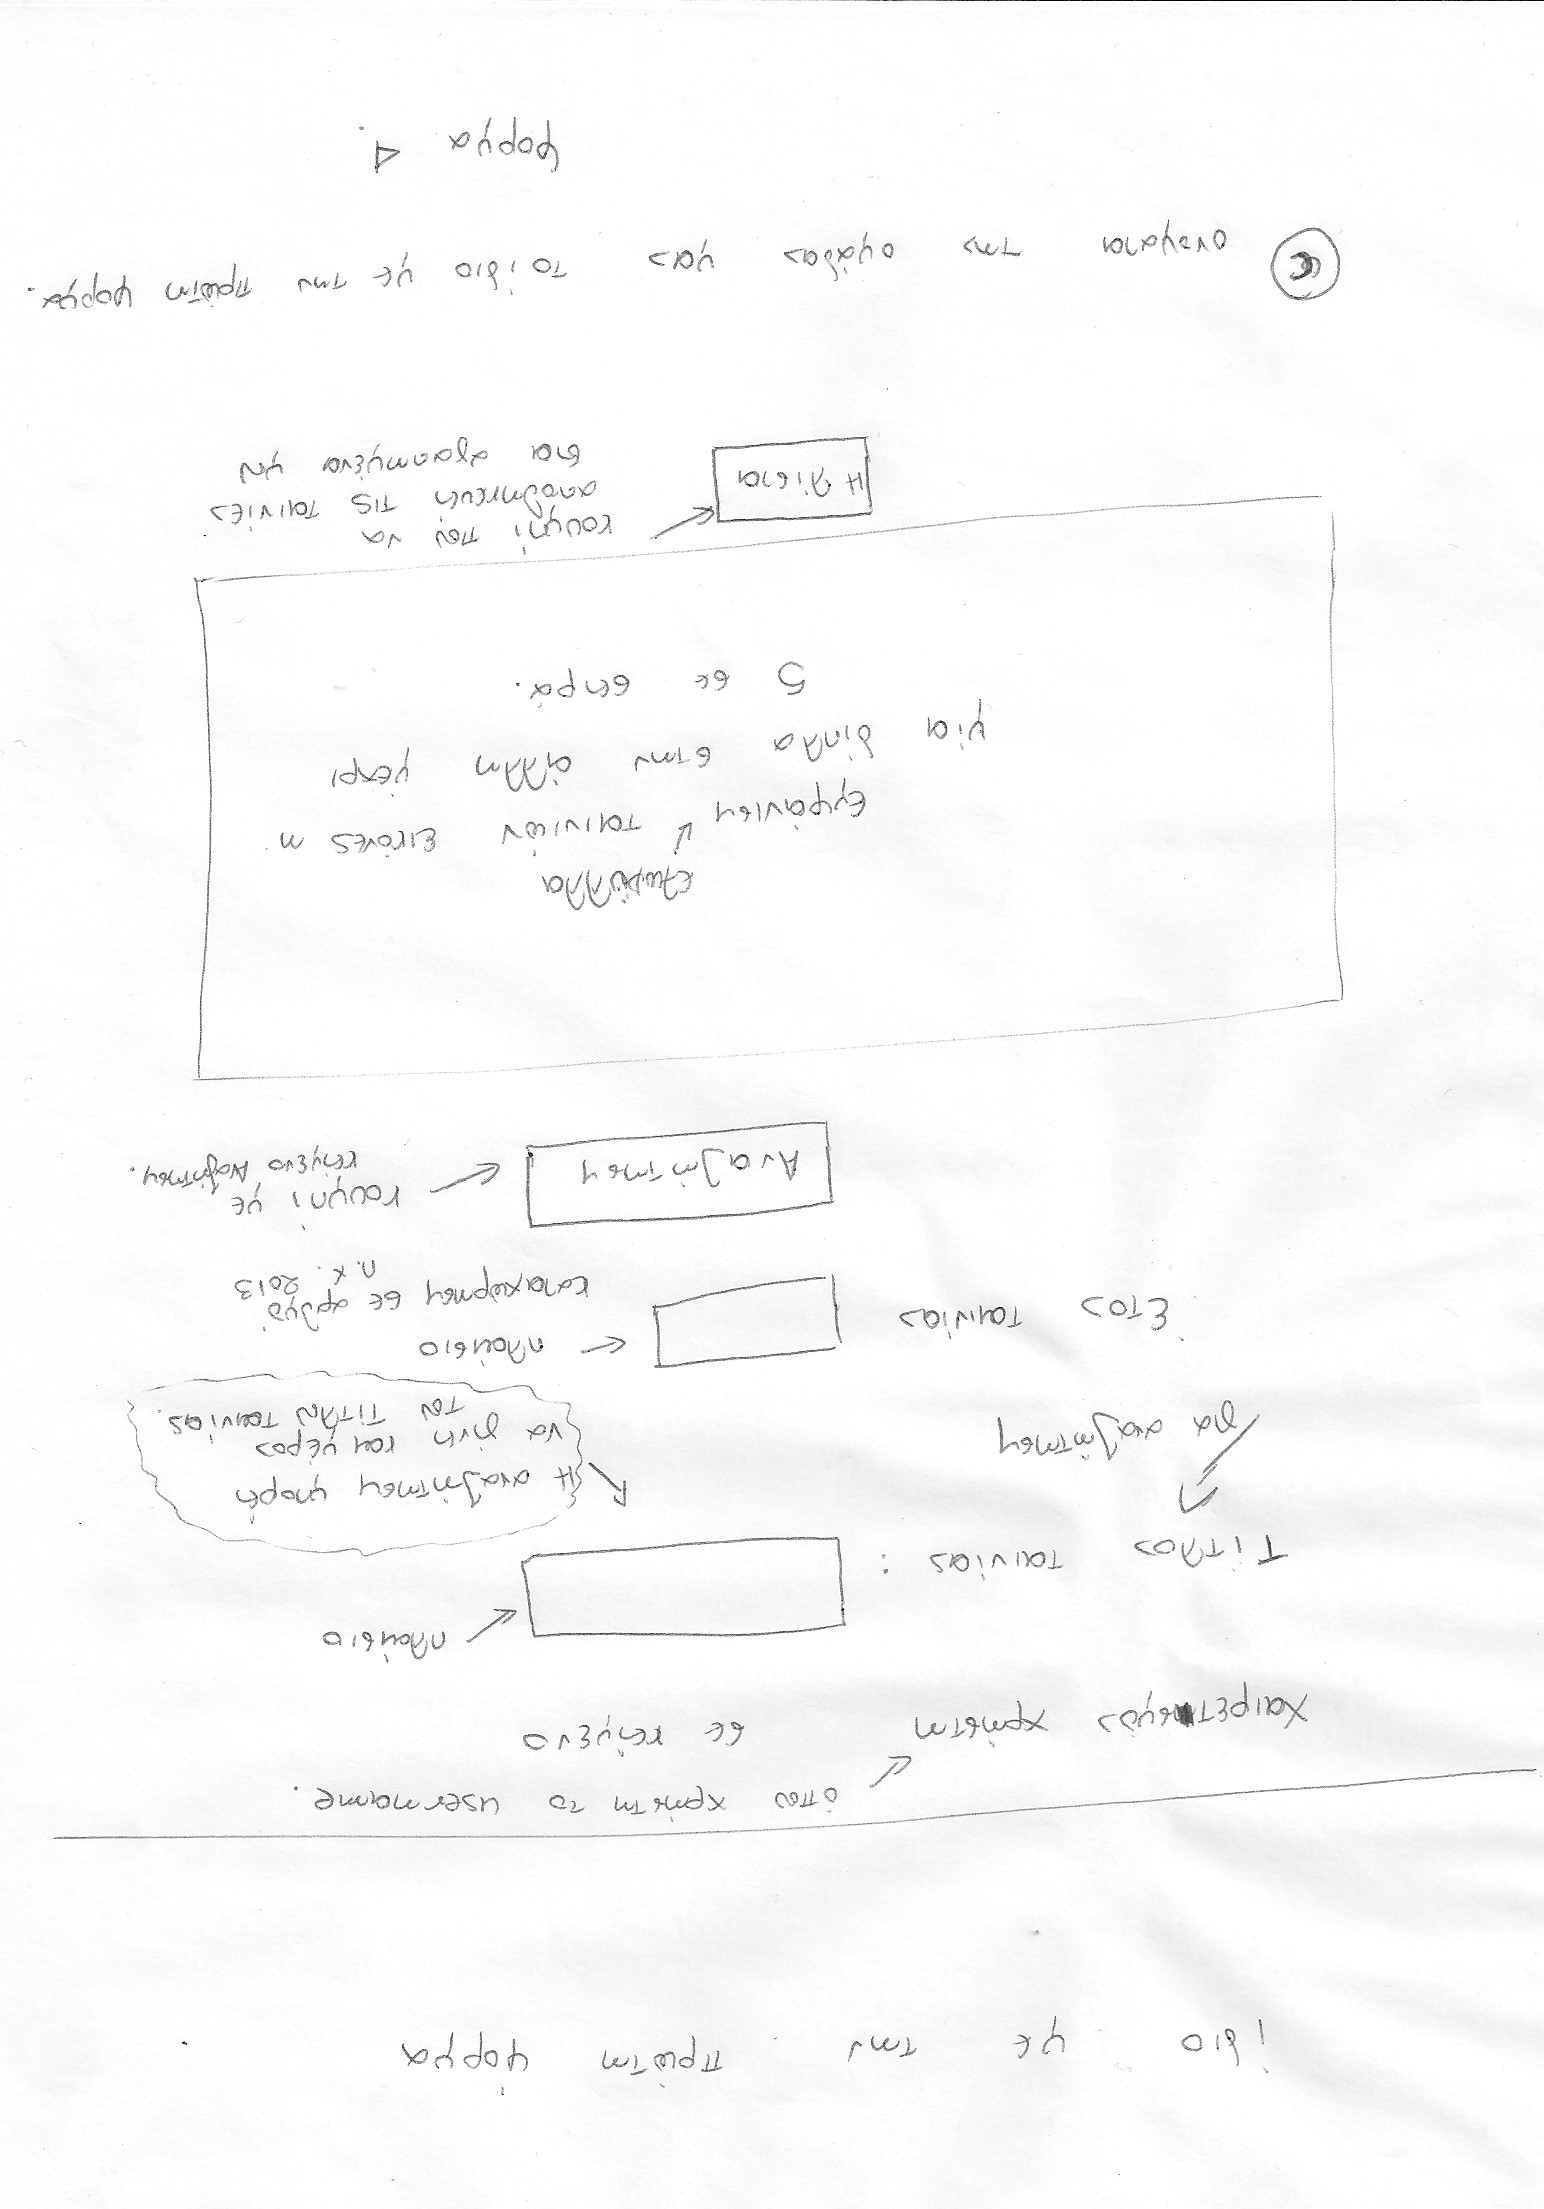 ίδιο με την πρώτη φόρμα
όπου χρήστη το username.
Χαιρετισμός χρήστη σε κείμενο
πλαίσιο
Τίτλος ταινίας :
Η αναζήτηση μπορεί
να γίνει και μέρος
του τίτλου ταινίας.
για αναζήτηση
Έτος ταινίας
πλαίσιο
καταχώρηση σε αριθμό
π.χ. 2013
Αναζήτηση
κουμπί με
κείμενο Αναζήτηση.
εξώφυλλα
εμφάνιση ταινιών εικόνες η
μία δίπλα στην άλλη μέχρι
5 σε σειρά.
Η λίστα
κουμπί που να
αποθηκεύει τις ταινίες
στα αγαπημένα μου
© ονόματα της ομάδας μας το ίδιο με την πρώτη φόρμα.
φόρμα 4.